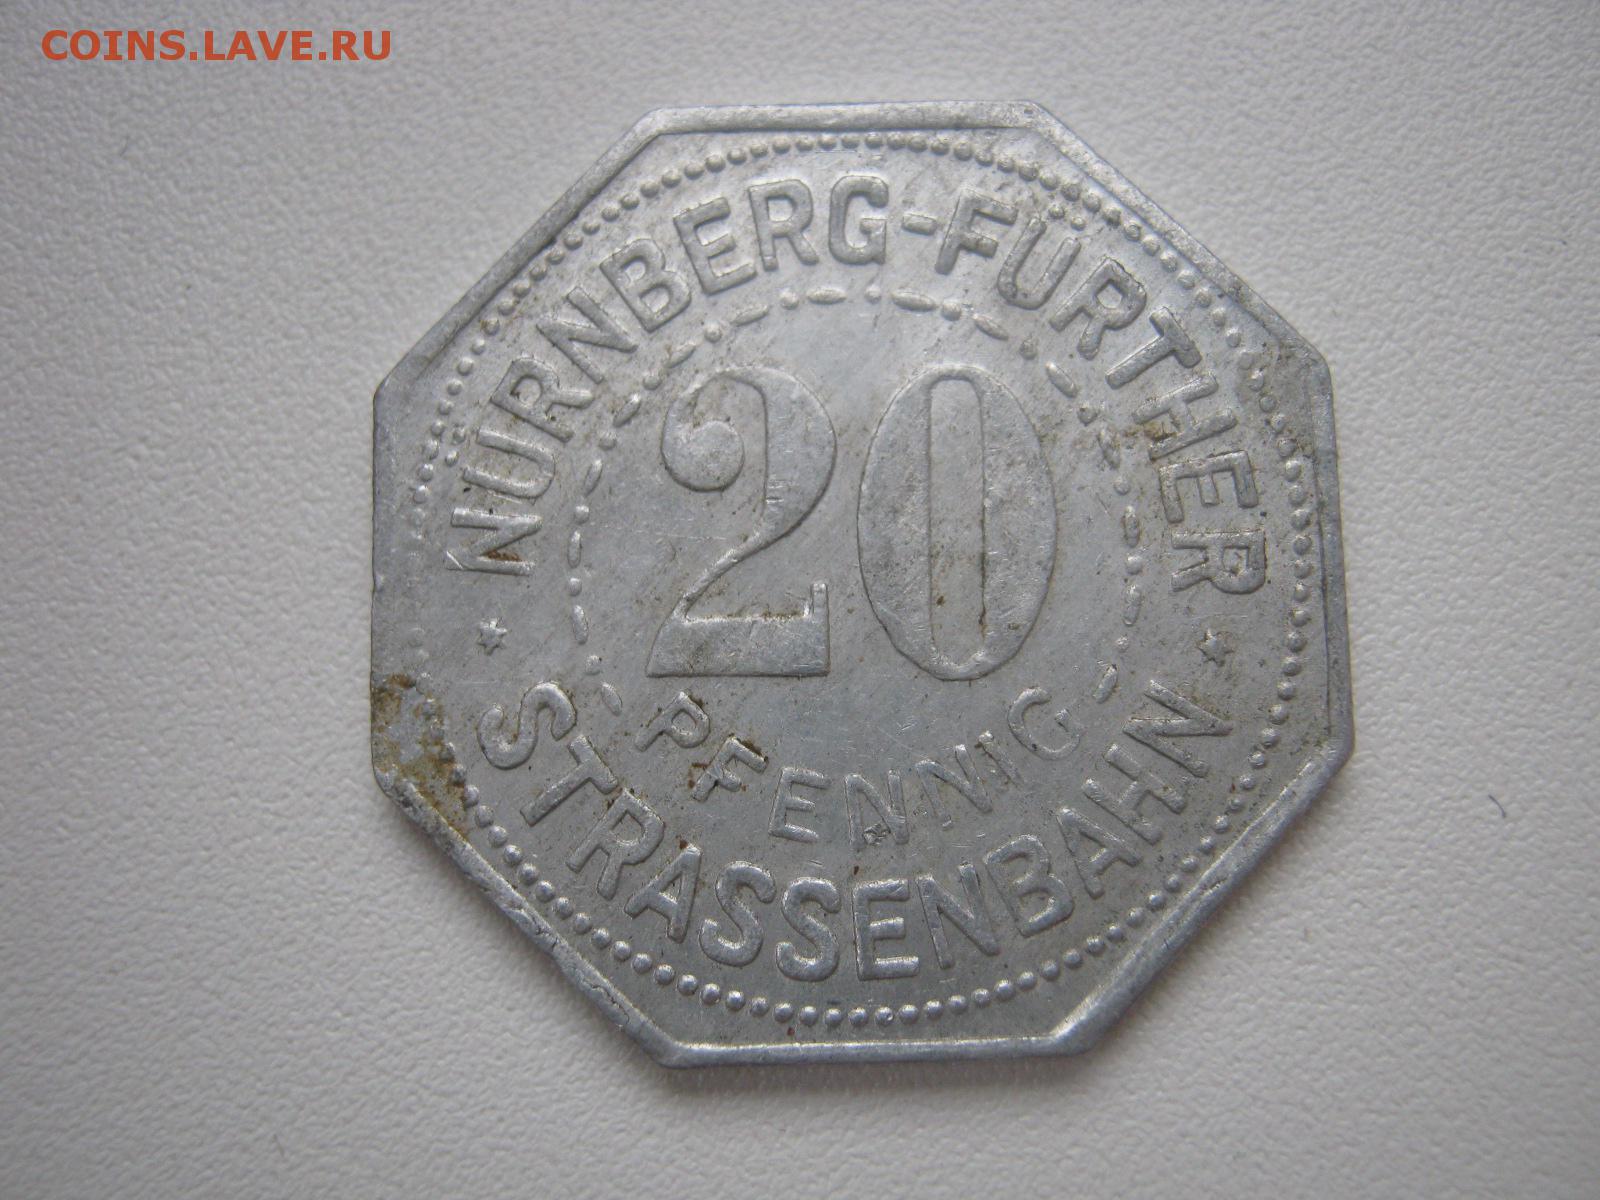 COINS.LAVE.RU
NÜRNBERG-FÜRTHER
20
PFENNIG
STRASSENBAHN